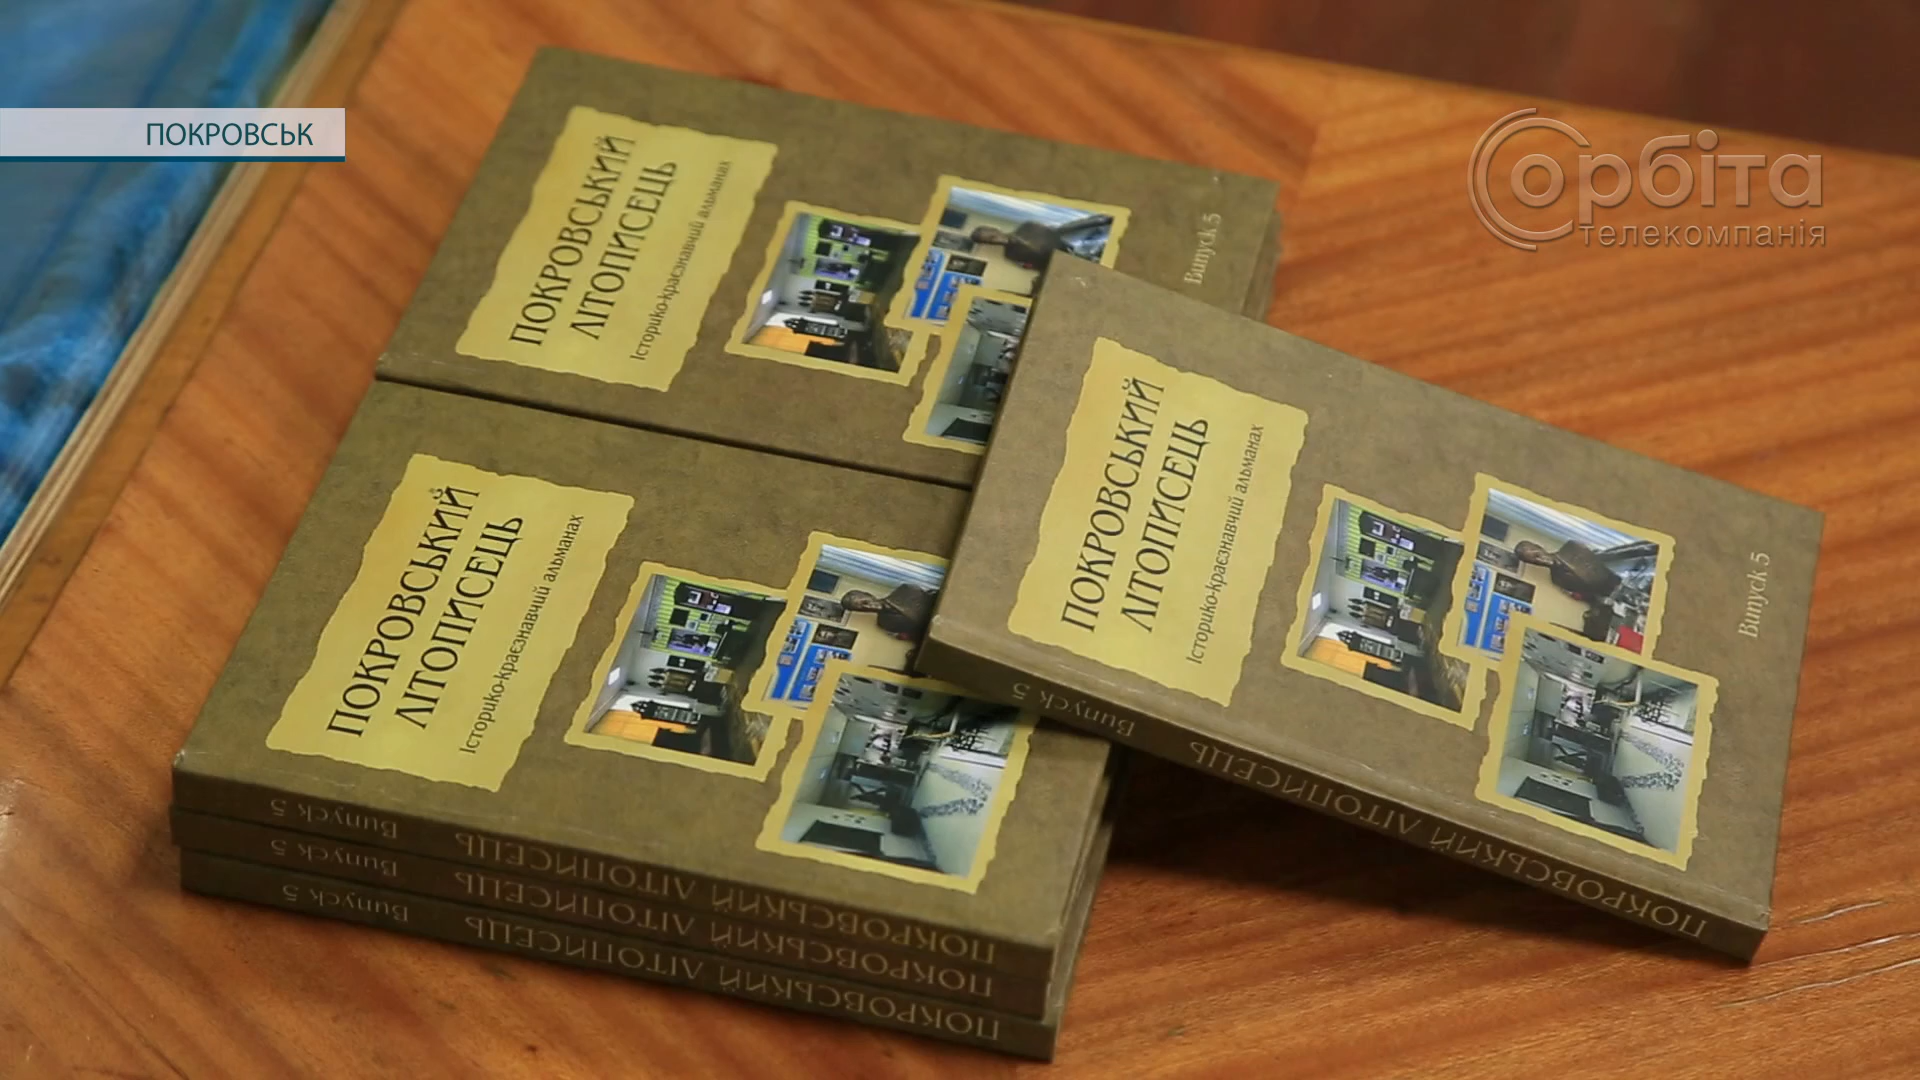 ПОКРОВСЬК
орбіта
телекомпанія
ПОКРОВСЬКИЙ
ЛІТОПИСЕЦЬ
Історико-краєзнавчий альманах
Випуск 5
ПОКРОВСЬКИЙ
ЛІТОПИСЕЦЬ
Історико-краєзнавчий альманах
Випуск 5
ПОКРОВСЬКИЙ ЛІТОПИСЕЦЬ Випуск 5
ПОКРОВСЬКИЙ
ЛІТОПИСЕЦЬ
Історико-краєзнавчий альманах
ПОКРОВСЬКИЙ ЛІТОПИСЕЦЬ Випуск 5
ПОКРОВСЬКИЙ ЛІТОПИСЕЦЬ Випуск 5
ПОКРОВСЬКИЙ ЛІТОПИСЕЦЬ Випуск 5